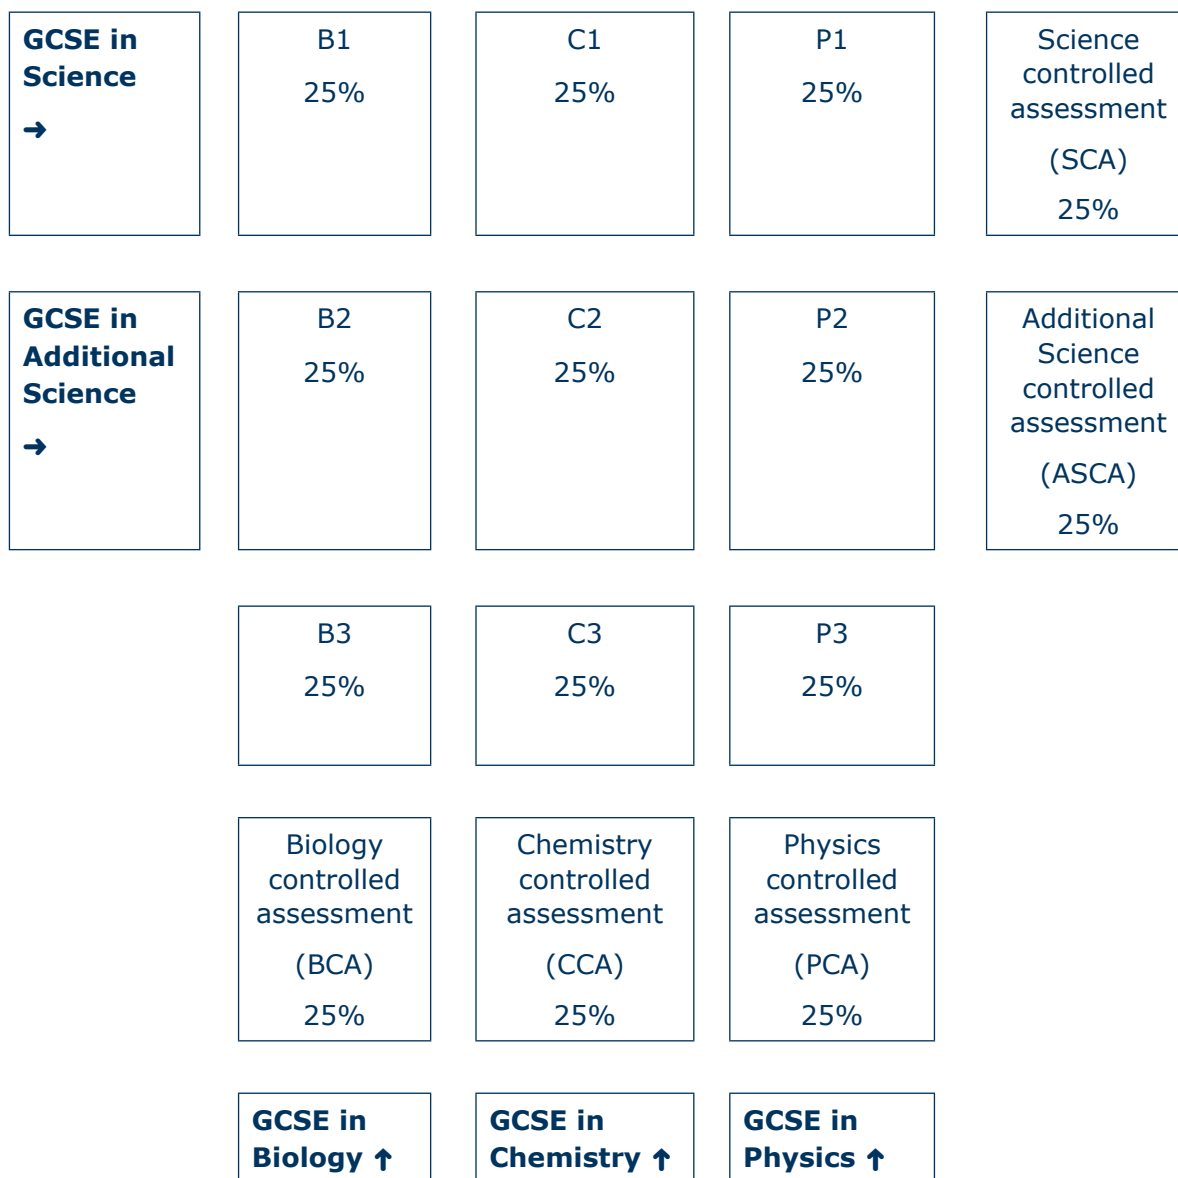 GCSE in
Science
➔
B1
25%
C1
25%
P1
25%
Science
controlled
assessment
(SCA)
25%
GCSE in
Additional
Science
➔
B2
25%
C2
25%
P2
25%
Additional
Science
controlled
assessment
(ASCA)
25%
B3
25%
C3
25%
P3
25%
Biology
controlled
assessment
(BCA)
25%
Chemistry
controlled
assessment
(CCA)
25%
Physics
controlled
assessment
(PCA)
25%
GCSE in
Biology ↑
GCSE in
Chemistry ↑
GCSE in
Physics ↑